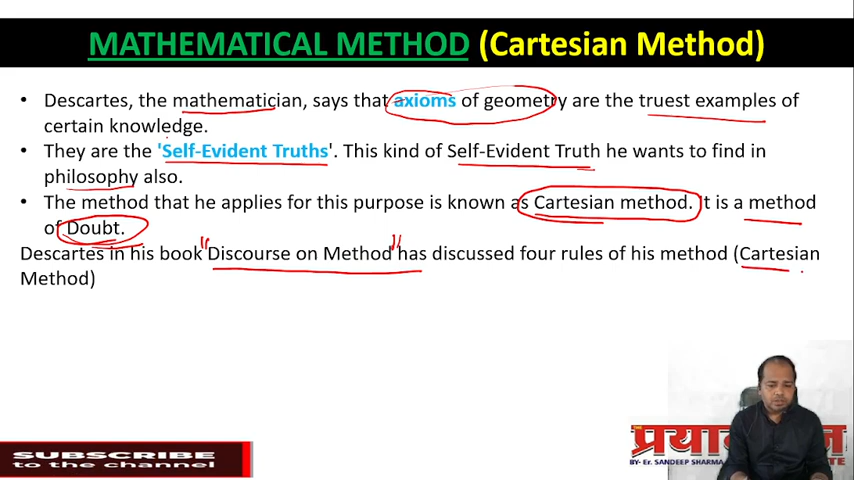 MATHEMATICAL METHOD (Cartesian Method)
• Descartes, the mathematician, says that axioms of geometry are the truest examples of
certain knowledge.
• They are the 'Self-Evident Truths'. This kind of Self-Evident Truth he wants to find in
philosophy also.
• The method that he applies for this purpose is known as Cartesian method. It is a method
of Doubt.
Descartes in his book "Discourse on Method" has discussed four rules of his method (Cartesian
Method)
SUBSCRIBE
to the channel
THE
BY- Er. SANDEEP SHARMA